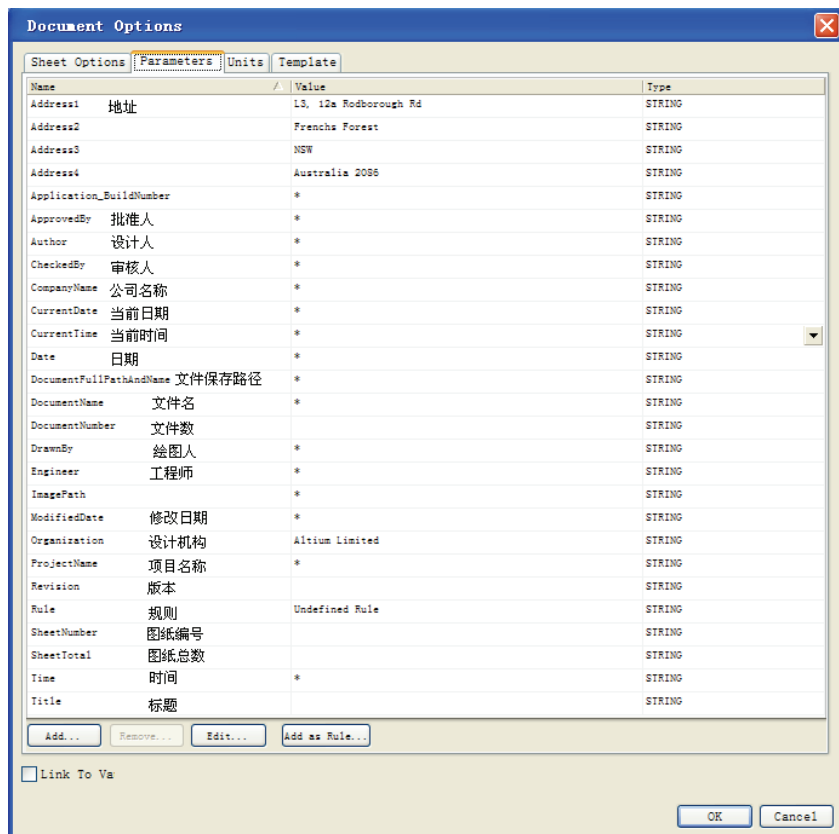 Document Options
Sheet Options Parameters Units Template
Name Value Type
Address1 地址 L3, 12a Rodborough Rd STRING
Address2 Frenchs Forest STRING
Address3 NSW STRING
Address4 Australia 2086 STRING
Application_BuildNumber * STRING
ApprovedBy 批准人 * STRING
Author 设计人 * STRING
CheckedBy 审核人 * STRING
CompanyName 公司名称 * STRING
CurrentDate 当前日期 * STRING
CurrentTime 当前时间 * STRING
Date 日期 * STRING
DocumentFullPathAndName 文件保存路径 * STRING
DocumentName 文件名 * STRING
DocumentNumber 文件数 STRING
DrawnBy 绘图人 * STRING
Engineer 工程师 * STRING
ImagePath * STRING
ModifiedDate 修改日期 * STRING
Organization 设计机构 Altium Limited STRING
ProjectName 项目名称 * STRING
Revision 版本 STRING
Rule 规则 Undefined Rule STRING
SheetNumber 图纸编号 STRING
SheetTotal 图纸总数 STRING
Time 时间 * STRING
Title 标题 STRING
Add... Remove... Edit... Add as Rule...
Link To Va
OK Cancel